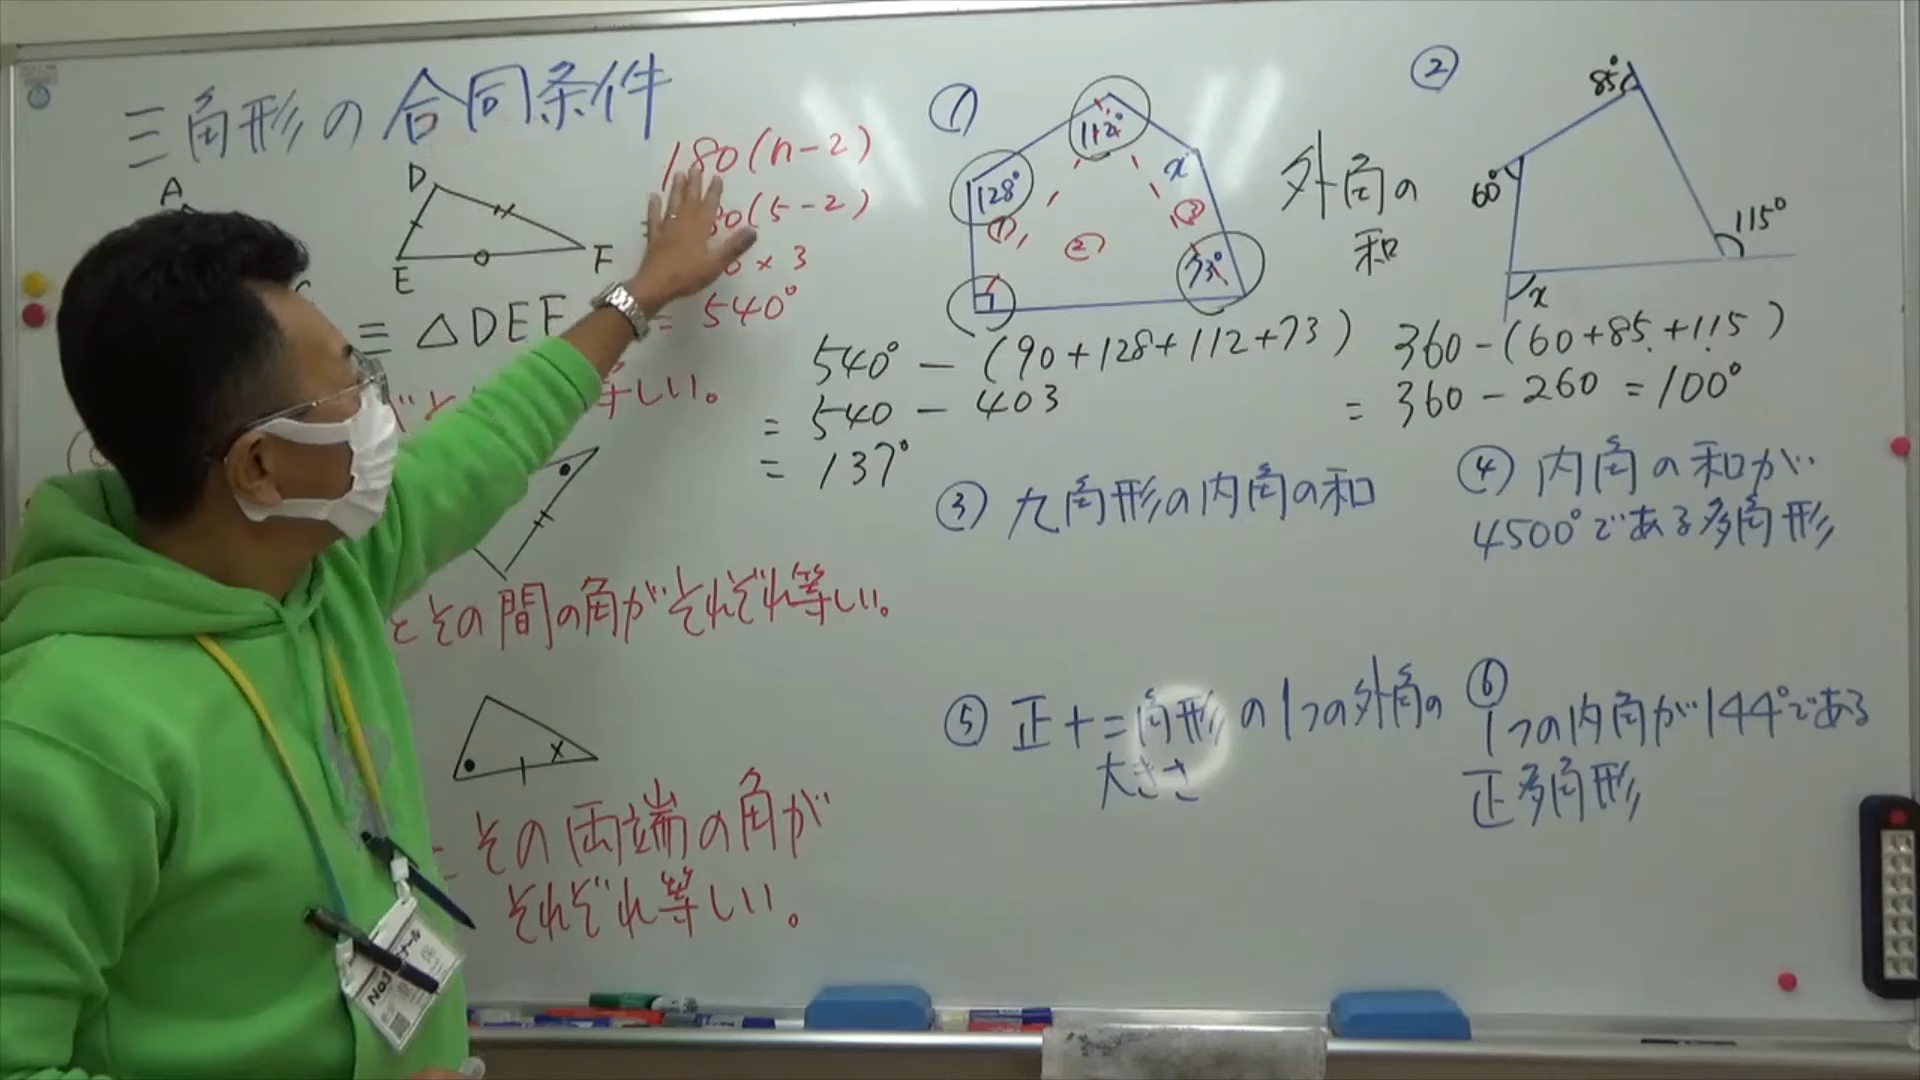 三角形の合同条件
A
D
E
F
≡ △DEF
等しい。
とその間の角がそれぞれ等しい。
その両端の角が
それぞれ等しい。
180(n-2)
0(5-2)
× 3
= 540°
①
112°
128°
x
73°
①
②
③
540° - (90+128+112+73)
= 540 - 403
= 137°
外角の
和
②
85°
60°
115°
x
360-(60+85+115)
= 360-260 = 100°
③ 九角形の内角の和
④ 内角の和が
4500°である多角形
⑤ 正十二角形の1つの外角の
大きさ
⑥
1つの内角が144°である
正多角形